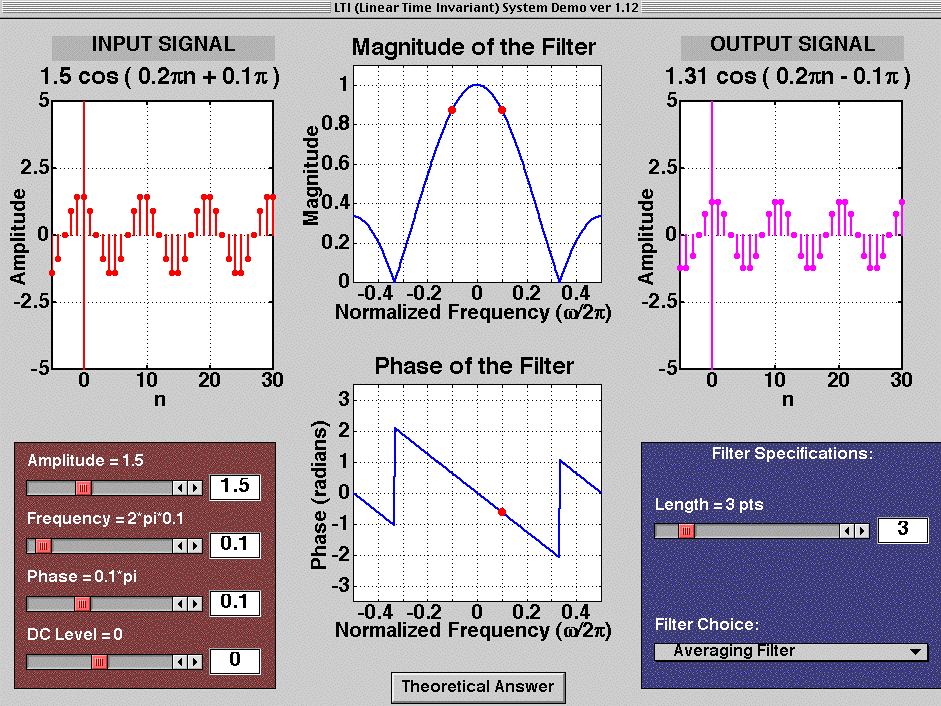 LTI (Linear Time Invariant) System Demo ver 1.12
INPUT SIGNAL
1.5 cos ( 0.2πn + 0.1π )
5
2.5
0
-2.5
-5
Amplitude
0 10 20 30
n
Magnitude of the Filter
1
0.8
0.6
0.4
0.2
0
Magnitude
-0.4 -0.2 0 0.2 0.4
Normalized Frequency (ω/2π)
OUTPUT SIGNAL
1.31 cos ( 0.2πn - 0.1π )
5
2.5
0
-2.5
-5
Amplitude
0 10 20 30
n
Phase of the Filter
3
2
1
0
-1
-2
-3
Phase (radians)
-0.4 -0.2 0 0.2 0.4
Normalized Frequency (ω/2π)
Amplitude = 1.5
1.5
Frequency = 2*pi*0.1
0.1
Phase = 0.1*pi
0.1
DC Level = 0
0
Filter Specifications:
Length = 3 pts
3
Filter Choice:
Averaging Filter
Theoretical Answer